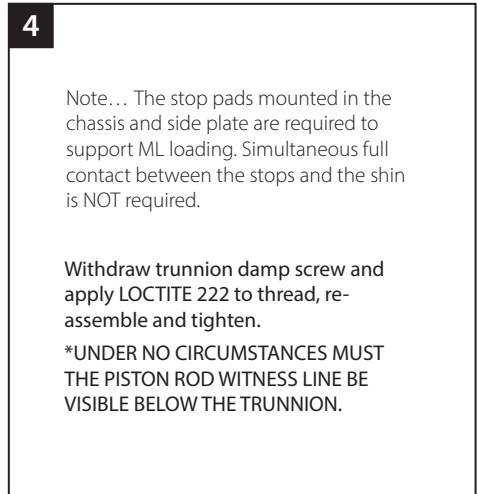 4
Note… The stop pads mounted in the
chassis and side plate are required to
support ML loading. Simultaneous full
contact between the stops and the shin
is NOT required.
Withdraw trunnion damp screw and
apply LOCTITE 222 to thread, re-
assemble and tighten.
*UNDER NO CIRCUMSTANCES MUST
THE PISTON ROD WITNESS LINE BE
VISIBLE BELOW THE TRUNNION.